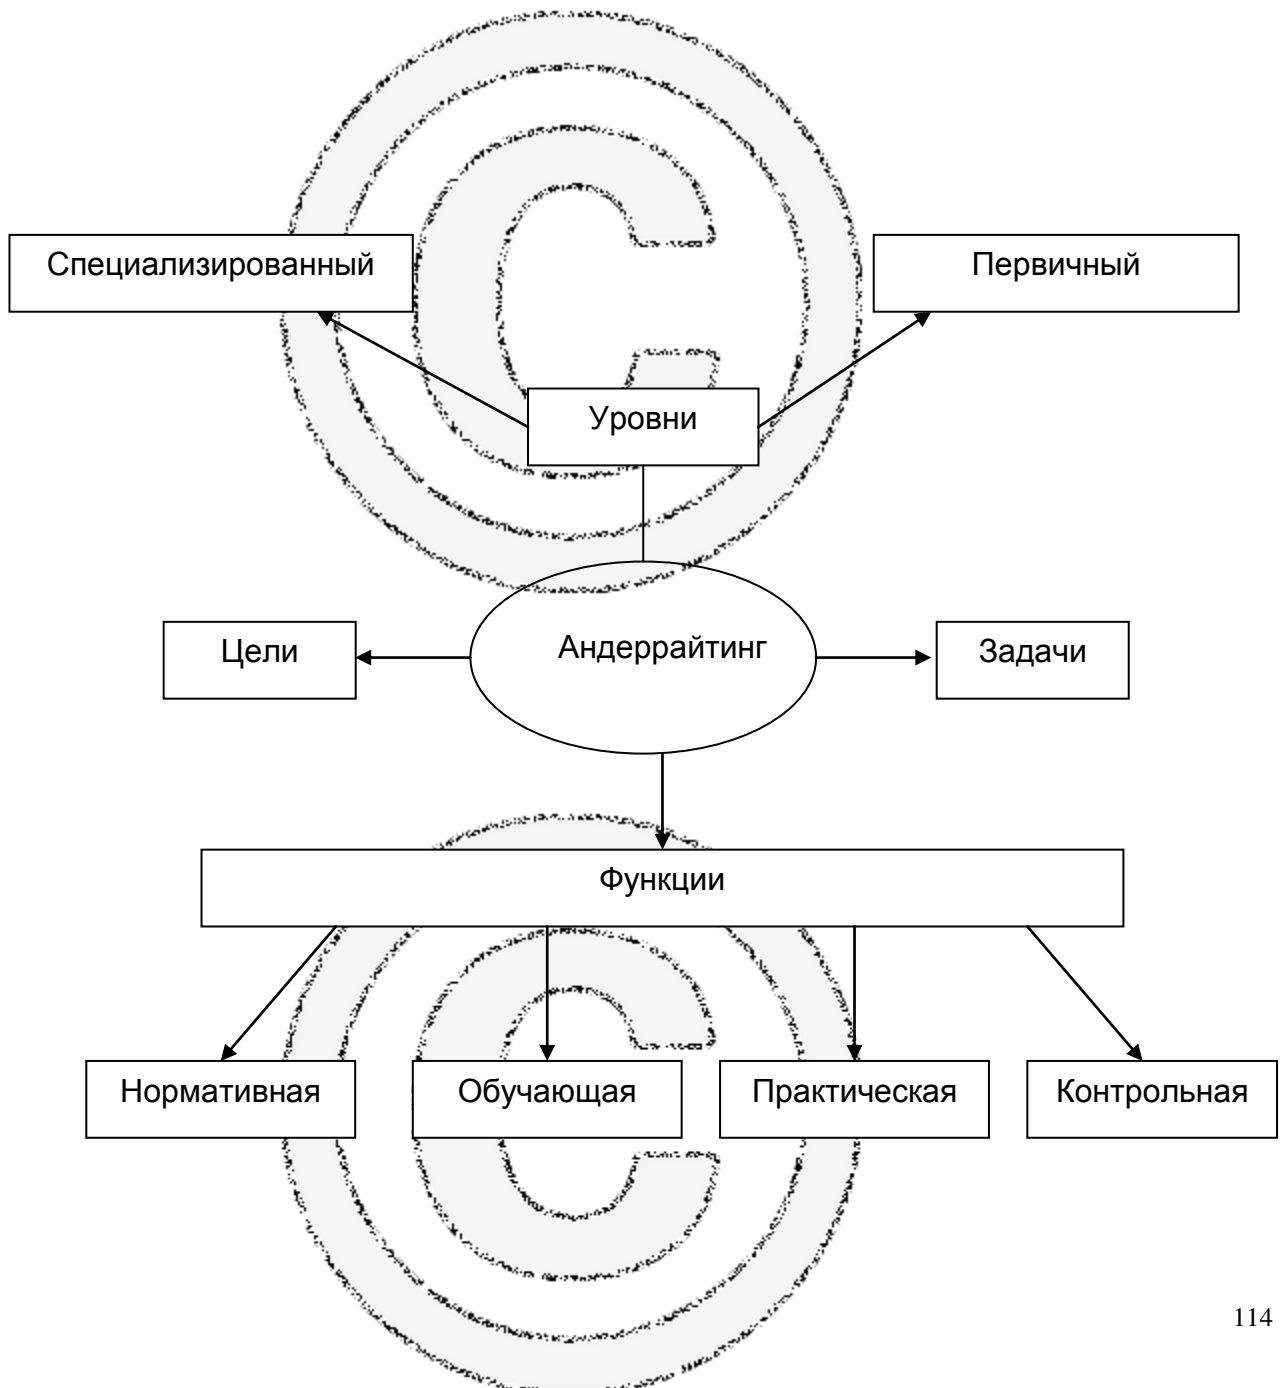 Специализированный
Первичный
Уровни
Цели
Андеррайтинг
Задачи
Функции
Нормативная
Обучающая
Практическая
Контрольная
114